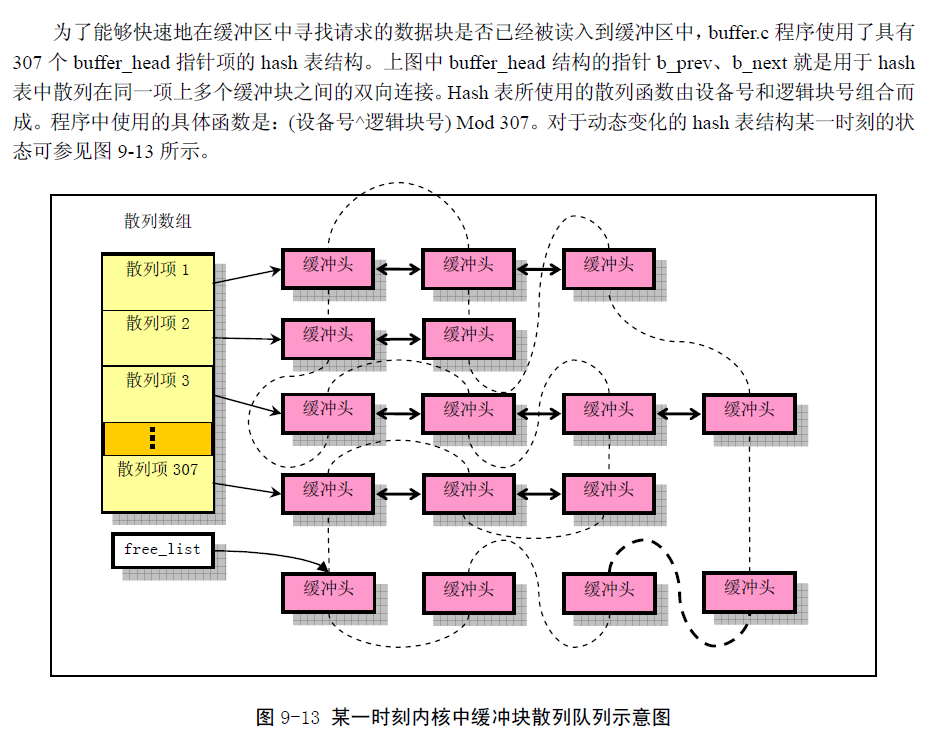 为了能够快速地在缓冲区中寻找请求的数据块是否已经被读入到缓冲区中，buffer.c 程序使用了具有
307 个 buffer_head 指针项的 hash 表结构。上图中 buffer_head 结构的指针 b_prev、b_next 就是用于 hash
表中散列在同一项上多个缓冲块之间的双向连接。Hash 表所使用的散列函数由设备号和逻辑块号组合而
成。程序中使用的具体函数是：(设备号^逻辑块号) Mod 307。对于动态变化的 hash 表结构某一时刻的状
态可参见图 9-13 所示。
散列数组
散列项 1
缓冲头 缓冲头 缓冲头
散列项 2
缓冲头 缓冲头
散列项 3
缓冲头 缓冲头 缓冲头 缓冲头
散列项 307
缓冲头 缓冲头 缓冲头
free_list
缓冲头 缓冲头 缓冲头 缓冲头
图 9-13 某一时刻内核中缓冲块散列队列示意图